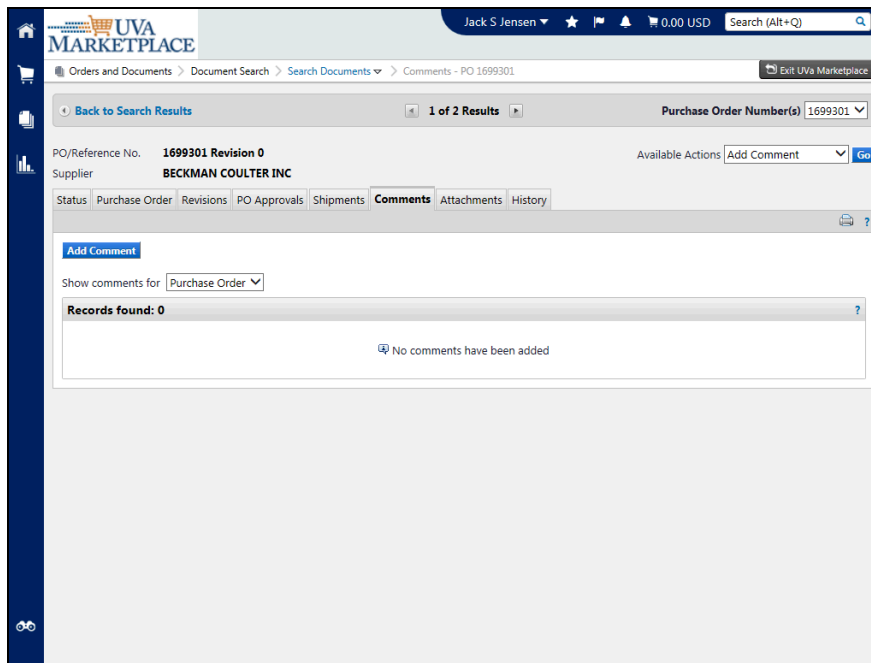 UVA
MARKETPLACE
Jack S Jensen
0.00 USD
Search (Alt+Q)
Orders and Documents > Document Search > Search Documents > Comments - PO 1699301
Exit UVa Marketplace
Back to Search Results
1 of 2 Results
Purchase Order Number(s) 1699301
PO/Reference No. 1699301 Revision 0
Available Actions Add Comment Go
Supplier BECKMAN COULTER INC
Status Purchase Order Revisions PO Approvals Shipments Comments Attachments History
?
Add Comment
Show comments for Purchase Order
Records found: 0 ?
No comments have been added